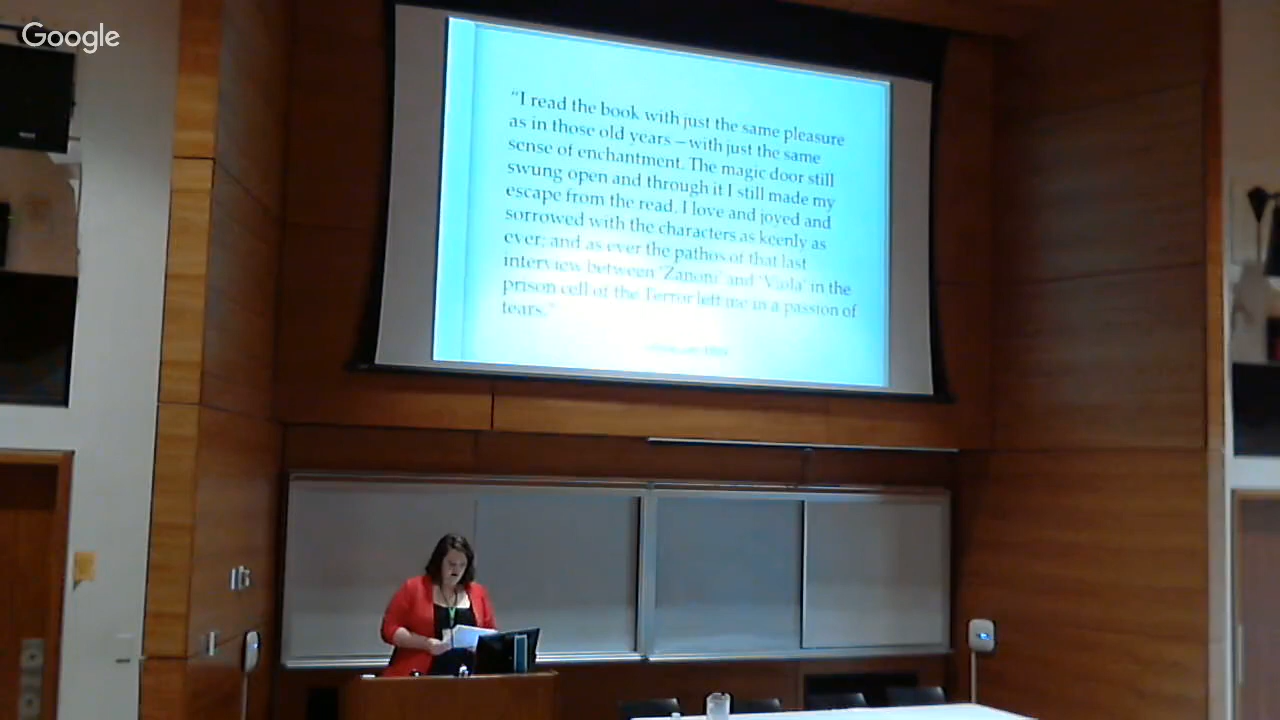 Google
“I read the book with just the same pleasure
as in those old years – with just the same
sense of enchantment. The magic door still
swung open and through it I still made my
escape from the read. I love and joyed and
sorrowed with the characters as keenly as
ever; and as ever the pathos of that last
interview between ‘Zanoni’ and ‘Viola’ in the
prison cell of the Terror left me in a passion of
tears.”